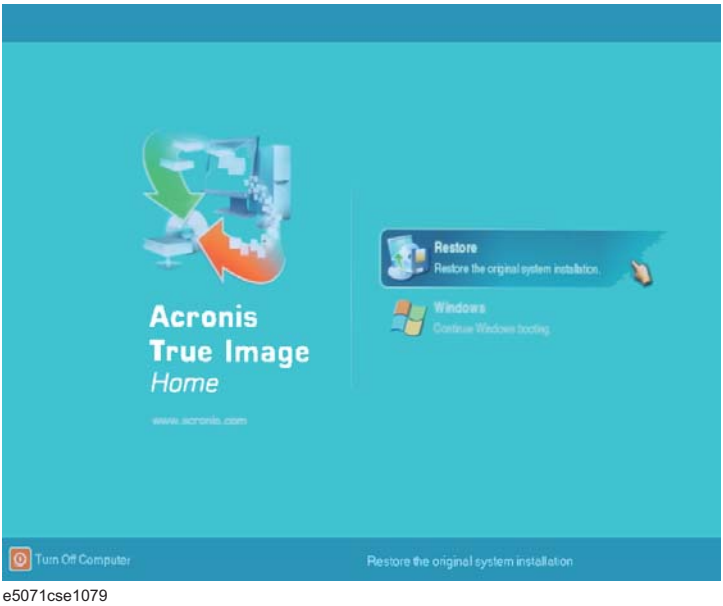 Acronis
True Image
Home
www.acronis.com
Restore
Restore the original system installation.
Windows
Continue Windows booting.
Turn Off Computer
Restore the original system installation
e5071cse1079